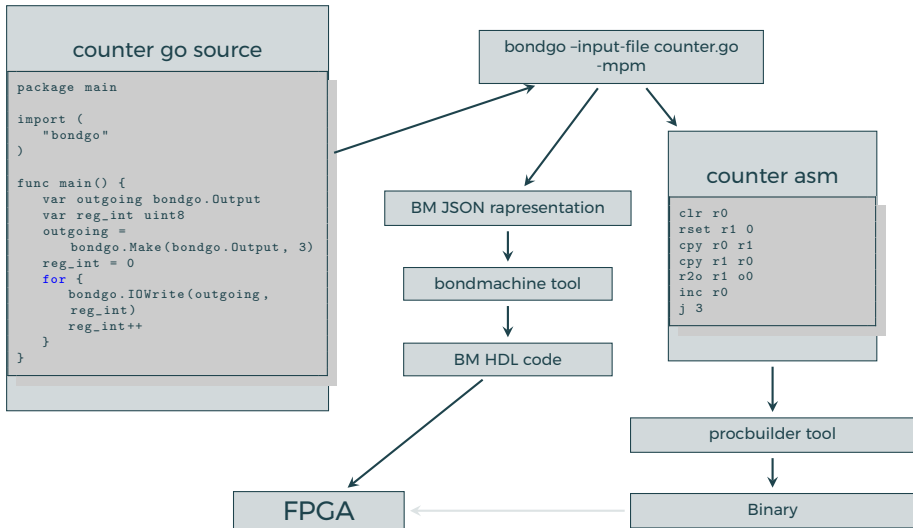 counter go source
package main
import (
"bondgo"
)
func main() {
var outgoing bondgo.Output
var reg_int uint8
outgoing =
bondgo.Make(bondgo.Output, 3)
reg_int = 0
for {
bondgo.IOWrite(outgoing,
reg_int)
reg_int++
}
}
bondgo –input-file counter.go
-mpm
BM JSON rapresentation
bondmachine tool
BM HDL code
FPGA
counter asm
clr r0
rset r1 0
cpy r0 r1
cpy r1 r0
r2o r1 o0
inc r0
j 3
procbuilder tool
Binary